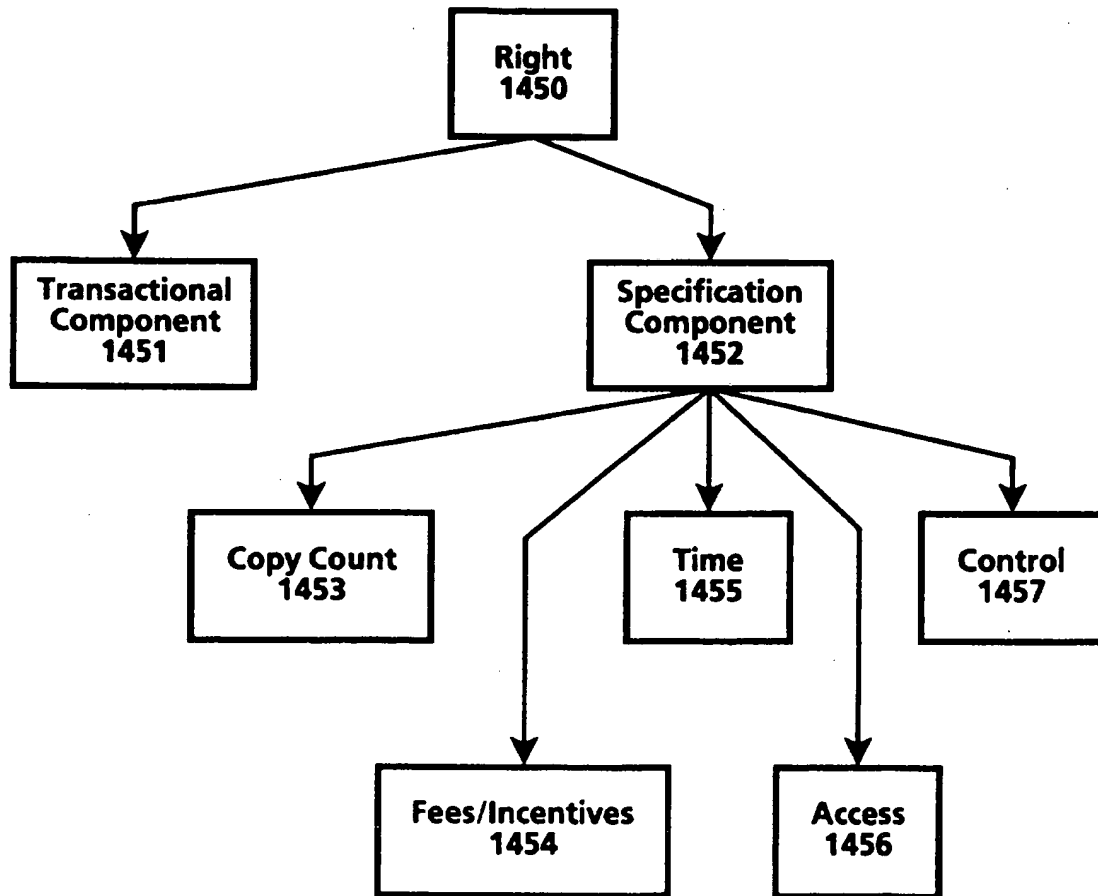 Right
1450
Transactional
Component
1451
Specification
Component
1452
Copy Count
1453
Time
1455
Control
1457
Fees/Incentives
1454
Access
1456